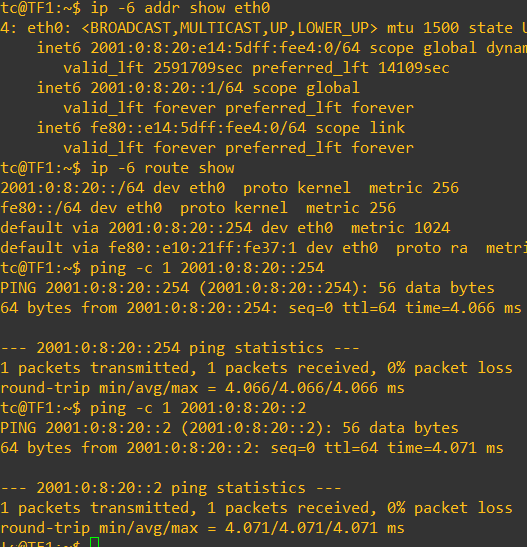 tc@TF1:~$ ip -6 addr show eth0
4: eth0: <BROADCAST,MULTICAST,UP,LOWER_UP> mtu 1500 state
    inet6 2001:0:8:20:e14:5dff:fee4:0/64 scope global dynam
       valid_lft 2591709sec preferred_lft 14109sec
    inet6 2001:0:8:20::1/64 scope global
       valid_lft forever preferred_lft forever
    inet6 fe80::e14:5dff:fee4:0/64 scope link
       valid_lft forever preferred_lft forever
tc@TF1:~$ ip -6 route show
2001:0:8:20::/64 dev eth0  proto kernel  metric 256
fe80::/64 dev eth0  proto kernel  metric 256
default via 2001:0:8:20::254 dev eth0  metric 1024
default via fe80::e10:21ff:fe37:1 dev eth0  proto ra  metri
tc@TF1:~$ ping -c 1 2001:0:8:20::254
PING 2001:0:8:20::254 (2001:0:8:20::254): 56 data bytes
64 bytes from 2001:0:8:20::254: seq=0 ttl=64 time=4.066 ms

--- 2001:0:8:20::254 ping statistics ---
1 packets transmitted, 1 packets received, 0% packet loss
round-trip min/avg/max = 4.066/4.066/4.066 ms
tc@TF1:~$ ping -c 1 2001:0:8:20::2
PING 2001:0:8:20::2 (2001:0:8:20::2): 56 data bytes
64 bytes from 2001:0:8:20::2: seq=0 ttl=64 time=4.071 ms

--- 2001:0:8:20::2 ping statistics ---
1 packets transmitted, 1 packets received, 0% packet loss
round-trip min/avg/max = 4.071/4.071/4.071 ms